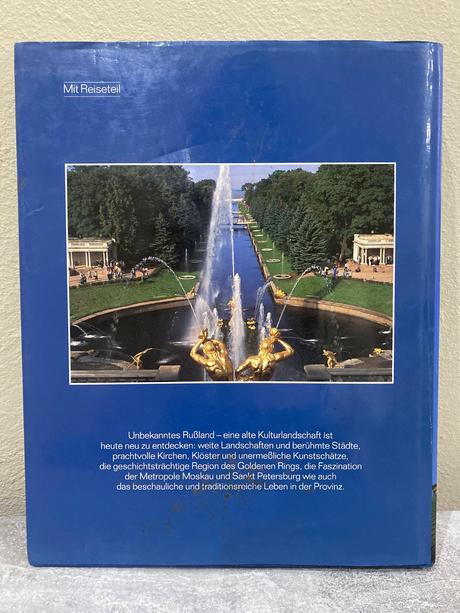 Mit Reiseteil
Unbekanntes Rußland – eine alte Kulturlandschaft ist
heute neu zu entdecken: weite Landschaften und berühmte Städte,
prachtvolle Kirchen, Klöster und unermeßliche Kunstschätze,
die geschichtsträchtige Region des Goldenen Rings, die Faszination
der Metropole Moskau und Sankt Petersburg wie auch
das beschauliche und traditionsreiche Leben in der Provinz.